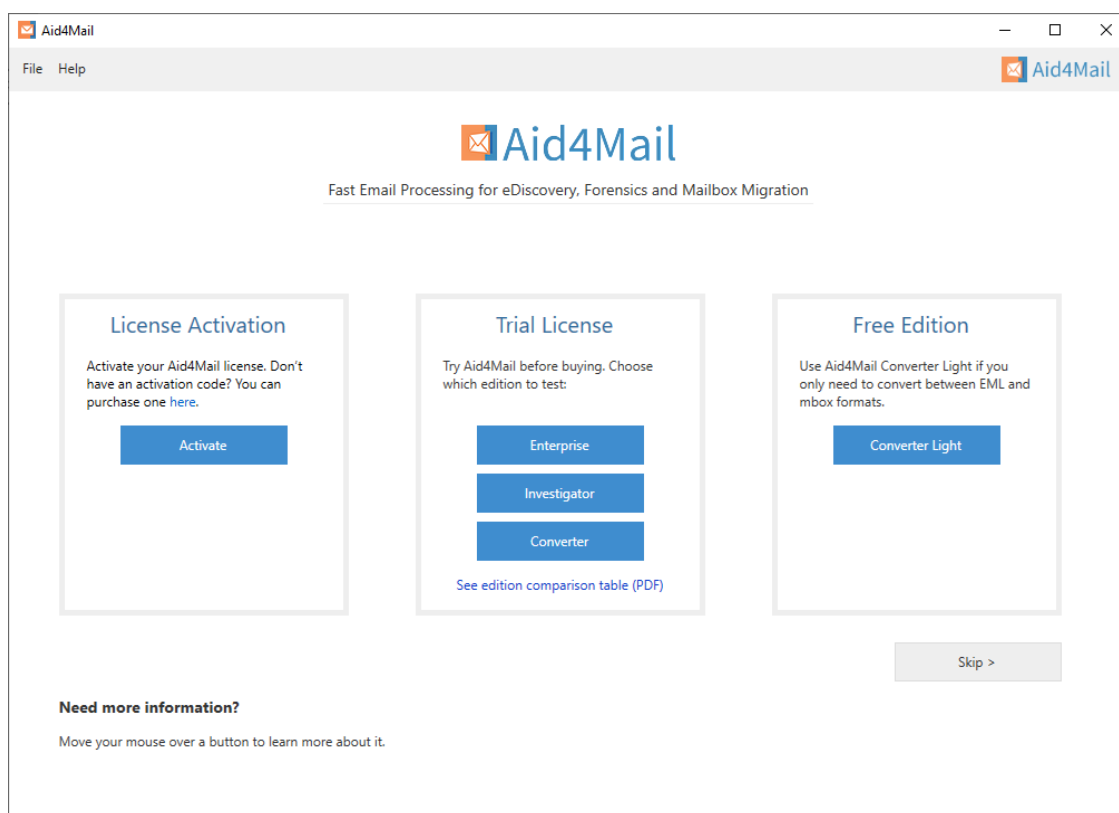 Aid4Mail
File Help
Aid4Mail
Aid4Mail
Fast Email Processing for eDiscovery, Forensics and Mailbox Migration
License Activation
Activate your Aid4Mail license. Don't
have an activation code? You can
purchase one here.
Activate
Trial License
Try Aid4Mail before buying. Choose
which edition to test:
Enterprise
Investigator
Converter
See edition comparison table (PDF)
Free Edition
Use Aid4Mail Converter Light if you
only need to convert between EML and
mbox formats.
Converter Light
Skip >
Need more information?
Move your mouse over a button to learn more about it.